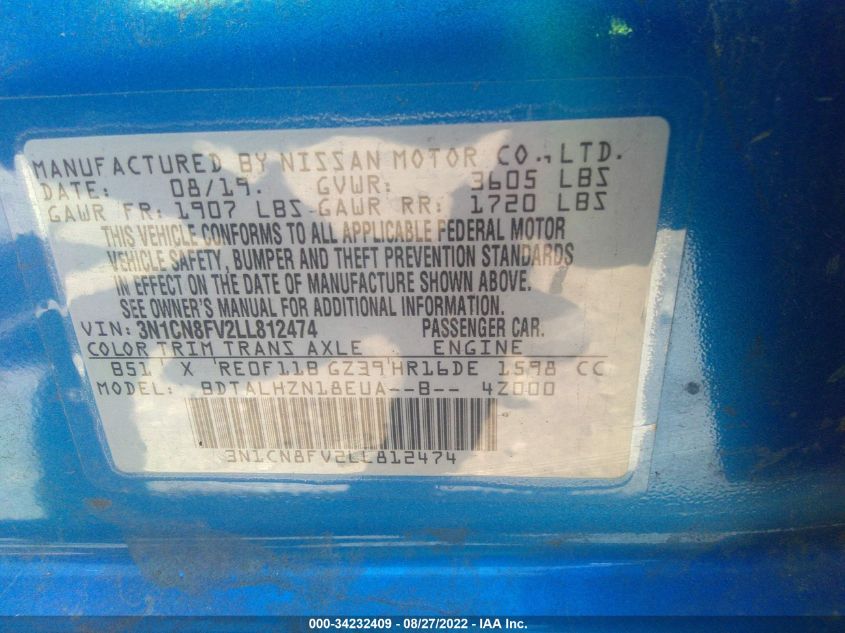 MANUFACTURED BY NISSAN MOTOR CO., LTD.
DATE: 08/19. GVWR: 3605 LBS
GAWR FR: 1907 LBS GAWR RR: 1720 LBS
THIS VEHICLE CONFORMS TO ALL APPLICABLE FEDERAL MOTOR
VEHICLE SAFETY, BUMPER AND THEFT PREVENTION STANDARDS
IN EFFECT ON THE DATE OF MANUFACTURE SHOWN ABOVE.
SEE OWNER'S MANUAL FOR ADDITIONAL INFORMATION.
VIN: 3N1CN8FV2LL812474 PASSENGER CAR.
COLOR TRIM TRANS AXLE ENGINE
B51 X RE0F11B GZ39 HR16DE 1598 CC
MODEL: BDTALHZN18EUA--B-- 4Z000
3N1CN8FV2LL812474
000-34232409 - 08/27/2022 - IAA Inc.